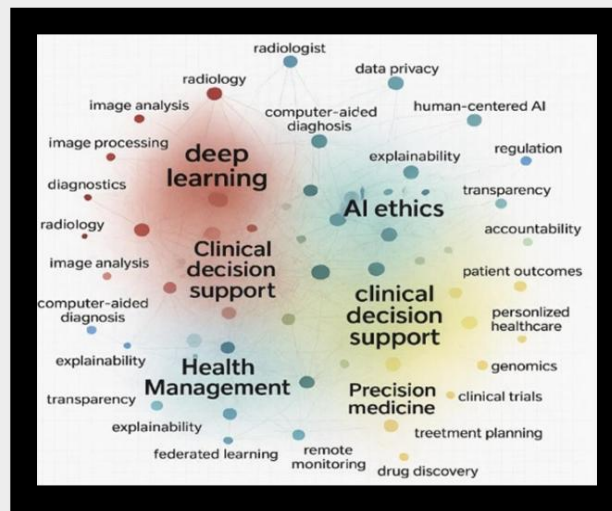 radiologist
data privacy
radiology
image analysis
computer-aided
diaghosis
human-centered AI
image processing
deep
learning
explainability
regulation
diagnostics
AI ethics
transparency
radiology
accountability
Clinical
decision
support
image analysis
clinical
decision
support
patient outcomes
computer-aided
diagnosis
personlized
healthcare
explainability
Health
Management
genomics
transparency
Precision
medicine
clinical trials
explainability
treetment planning
federated learning
remote
monitoring
drug discovery